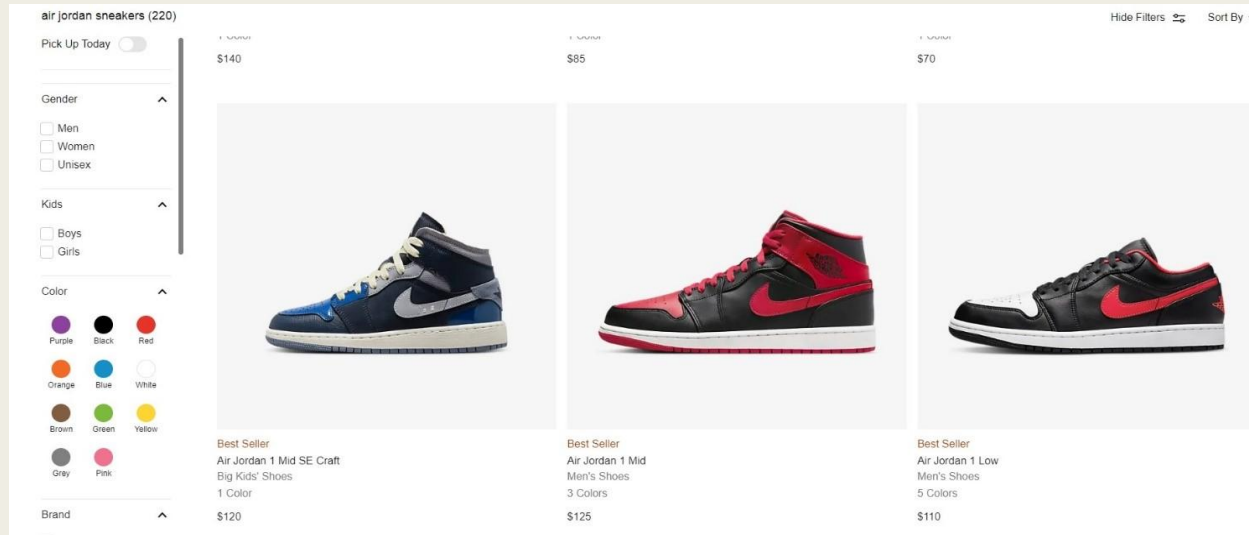 air jordan sneakers (220)
Hide Filters
Sort By
Pick Up Today
$140
$85
$70
Gender
Men
Women
Unisex
Kids
Boys
Girls
Color
Purple
Black
Red
Orange
Blue
White
Brown
Green
Yellow
Grey
Pink
Brand
Best Seller
Air Jordan 1 Mid SE Craft
Big Kids' Shoes
1 Color
$120
Best Seller
Air Jordan 1 Mid
Men's Shoes
3 Colors
$125
Best Seller
Air Jordan 1 Low
Men's Shoes
5 Colors
$110